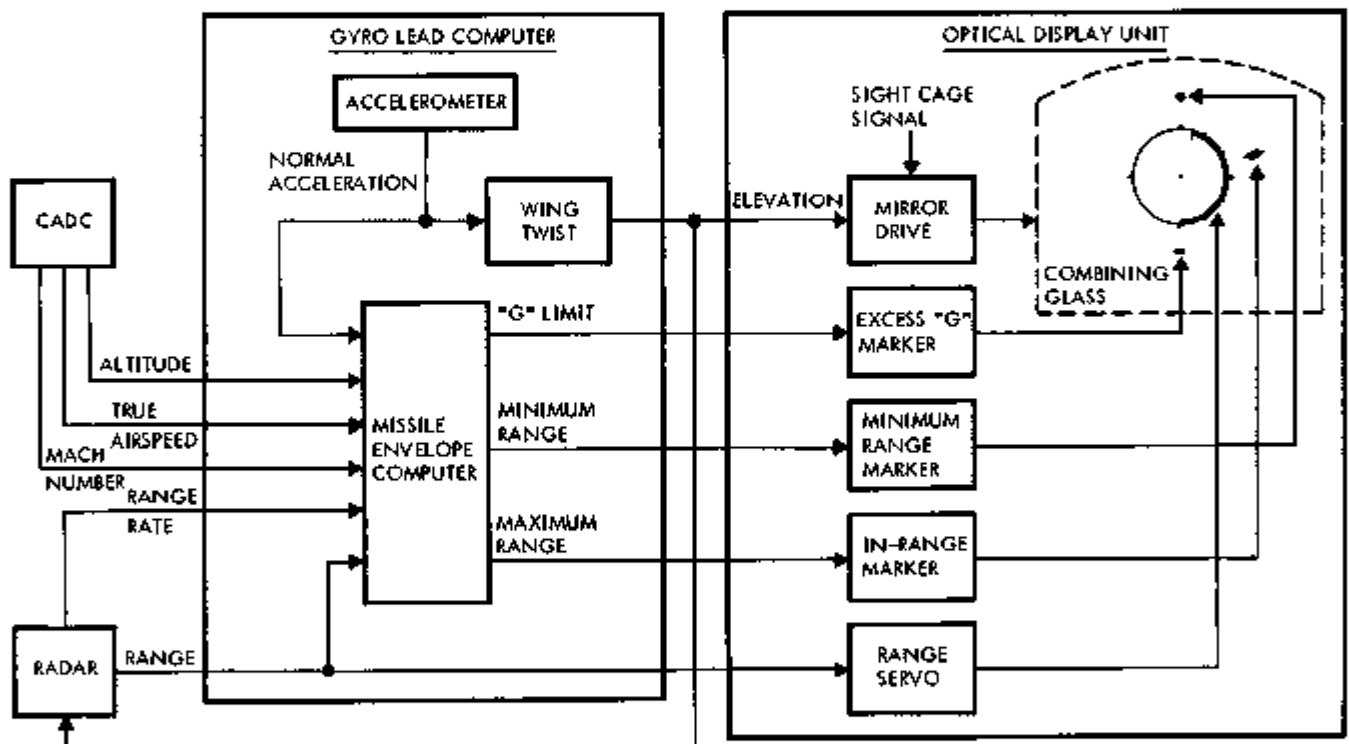 GYRO LEAD COMPUTER
OPTICAL DISPLAY UNIT
ACCELEROMETER
SIGHT CAGE
SIGNAL
NORMAL
ACCELERATION
CADC
WING
TWIST
ELEVATION
MIRROR
DRIVE
COMBINING
GLASS
"G" LIMIT
EXCESS "G"
MARKER
ALTITUDE
TRUE
AIRSPEED
MACH
NUMBER
RANGE
RATE
MISSILE
ENVELOPE
COMPUTER
MINIMUM
RANGE
MINIMUM
RANGE
MARKER
MAXIMUM
RANGE
IN-RANGE
MARKER
RADAR
RANGE
RANGE
SERVO